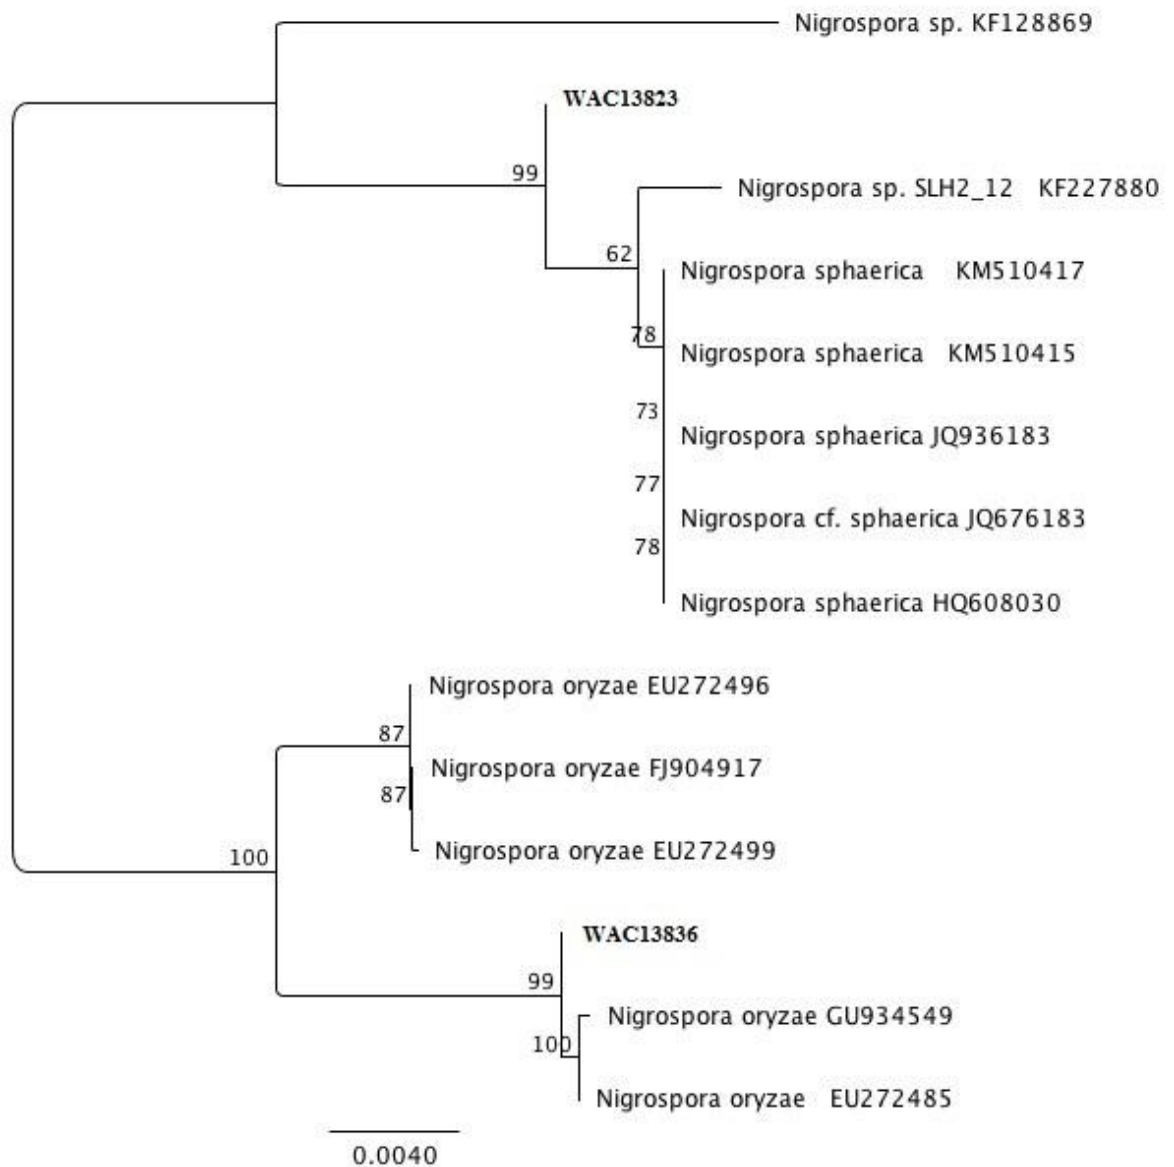 Nigrospora sp. KF128869
WAC13823
99
Nigrospora sp. SLH2_12 KF227880
62
Nigrospora sphaerica KM510417
78
Nigrospora sphaerica KM510415
73
Nigrospora sphaerica JQ936183
77
Nigrospora cf. sphaerica JQ676183
78
Nigrospora sphaerica HQ608030
Nigrospora oryzae EU272496
87
Nigrospora oryzae FJ904917
87
Nigrospora oryzae EU272499
100
WAC13836
99
Nigrospora oryzae GU934549
100
Nigrospora oryzae EU272485
0.0040